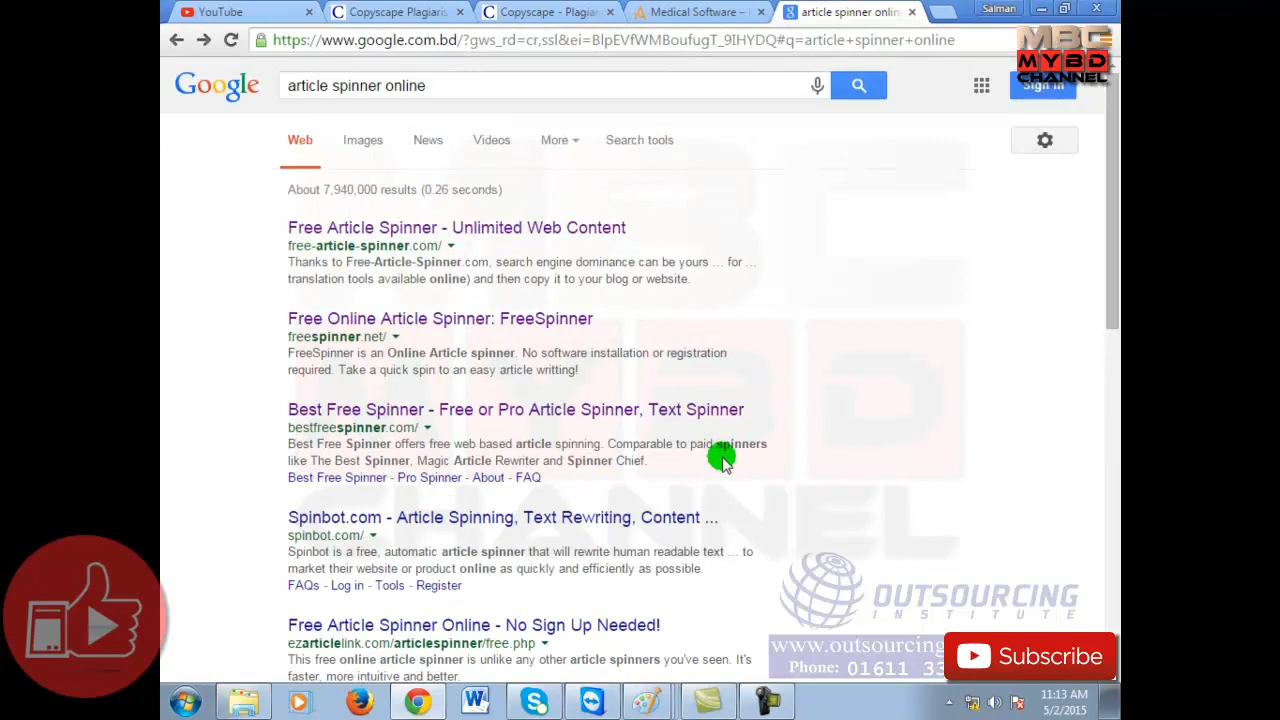 YouTube
Copyscape Plagiaris
Copyscape - Plagia
Medical Software –
article spinner onlin
Salman
https://www.google.com.bd/?gws_rd=cr,ssl&ei=BlpEVfWMBoufugT_9IHYDQ#q=article+spinner+online
MBC
MYBD
CHANNEL
Google
article spinner online
Sign in
Web
Images
News
Videos
More
Search tools
About 7,940,000 results (0.26 seconds)
Free Article Spinner - Unlimited Web Content
free-article-spinner.com/
Thanks to Free-Article-Spinner.com, search engine dominance can be yours ... for ...
translation tools available online) and then copy it to your blog or website.
Free Online Article Spinner: FreeSpinner
freespinner.net/
FreeSpinner is an Online Article spinner. No software installation or registration
required. Take a quick spin to an easy article writting!
Best Free Spinner - Free or Pro Article Spinner, Text Spinner
bestfreespinner.com/
Best Free Spinner offers free web based article spinning. Comparable to paid spinners
like The Best Spinner, Magic Article Rewriter and Spinner Chief.
Best Free Spinner - Pro Spinner - About - FAQ
Spinbot.com - Article Spinning, Text Rewriting, Content ...
spinbot.com/
Spinbot is a free, automatic article spinner that will rewrite human readable text ... to
market their website or product online as quickly and efficiently as possible.
FAQs - Log in - Tools - Register
Free Article Spinner Online - No Sign Up Needed!
ezarticlelink.com/articlespinner/free.php
This free online article spinner is unlike any other article spinners you've seen. It's
faster, more intuitive and better.
MBC
MYBD
CHANNEL
OUTSOURCING
INSTITUTE
www.outsourcing
Phone: 01611 33
Subscribe
11:13 AM
5/2/2015